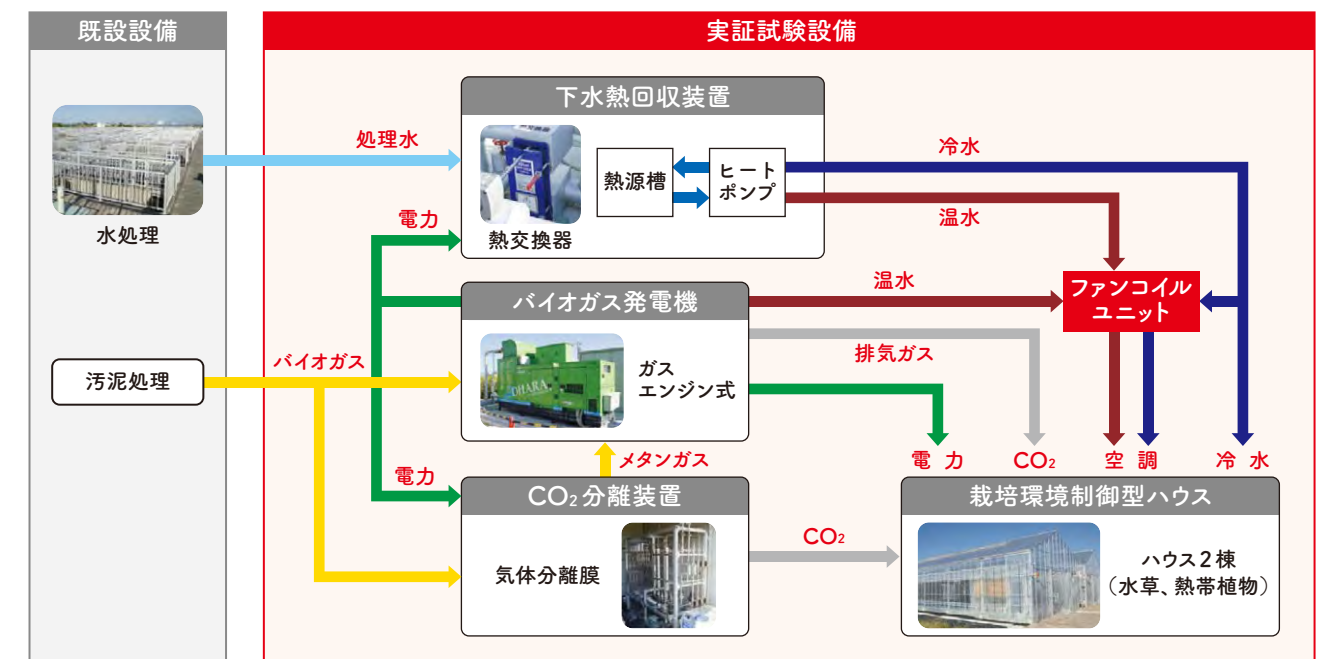 既設設備
実証試験設備
水処理
汚泥処理
処理水
電力
バイオガス
電力
下水熱回収装置
熱交換器
熱源槽
ヒート
ポンプ
冷水
温水
バイオガス発電機
ガス
エンジン式
温水
排気ガス
ファンコイル
ユニット
メタンガス
CO2分離装置
気体分離膜
CO2
電力
CO2
空調
冷水
栽培環境制御型ハウス
ハウス2棟
（水草、熱帯植物）